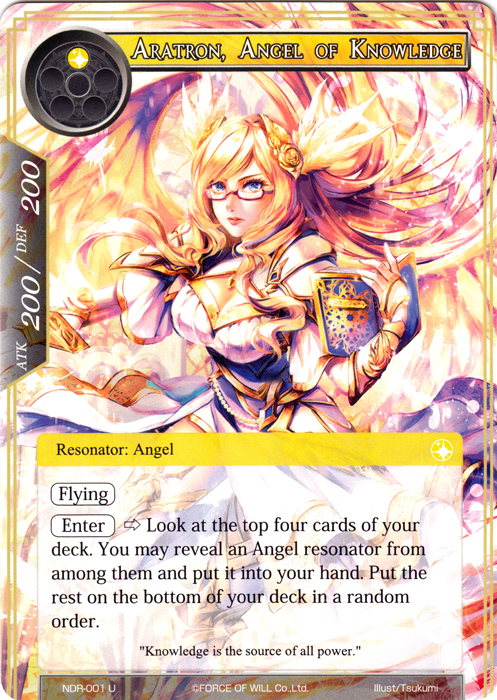 Aratron, Angel of Knowledge
ATK 200 / DEF 200
Resonator: Angel
Flying
Enter ⇨ Look at the top four cards of your
deck. You may reveal an Angel resonator from
among them and put it into your hand. Put the
rest on the bottom of your deck in a random
order.
"Knowledge is the source of all power."
NDR-001 U
©FORCE OF WILL Co.,Ltd.
Illust/Tsukumi